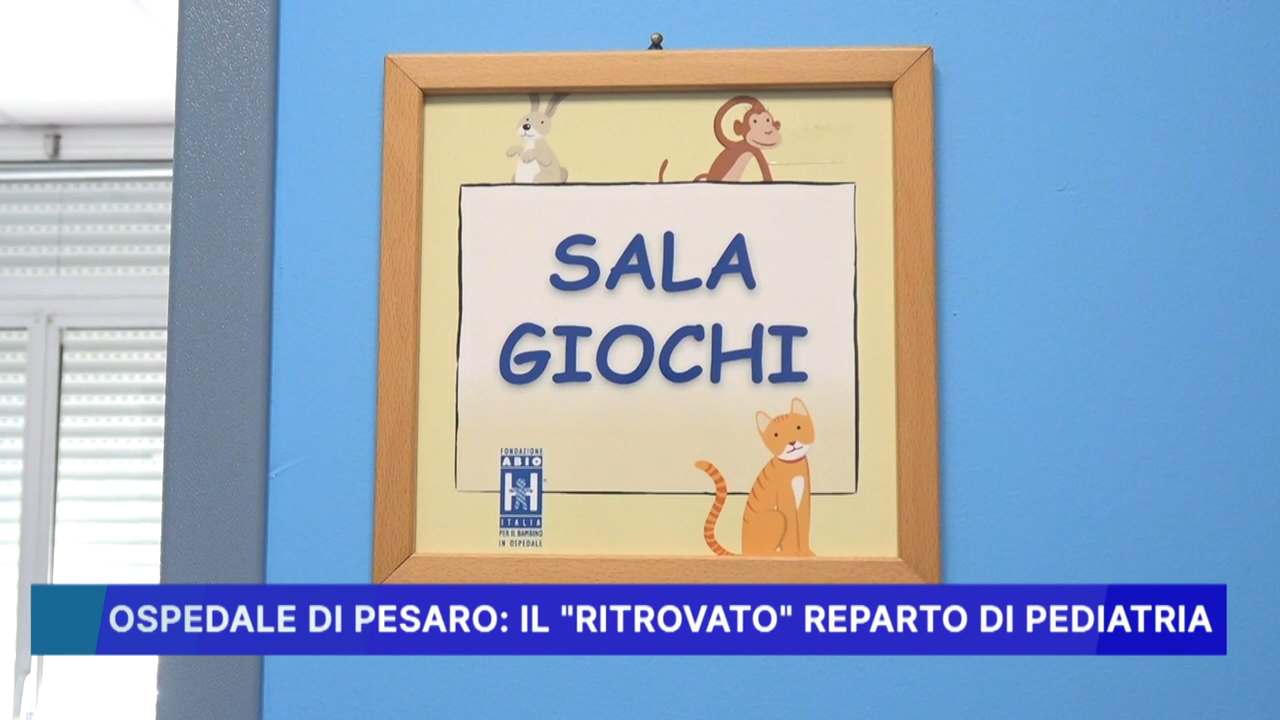 SALA
GIOCHI
FONDAZIONE
ABIO
H
ITALIA
PER IL BAMBINO
IN OSPEDALE
OSPEDALE DI PESARO: IL "RITROVATO" REPARTO DI PEDIATRIA